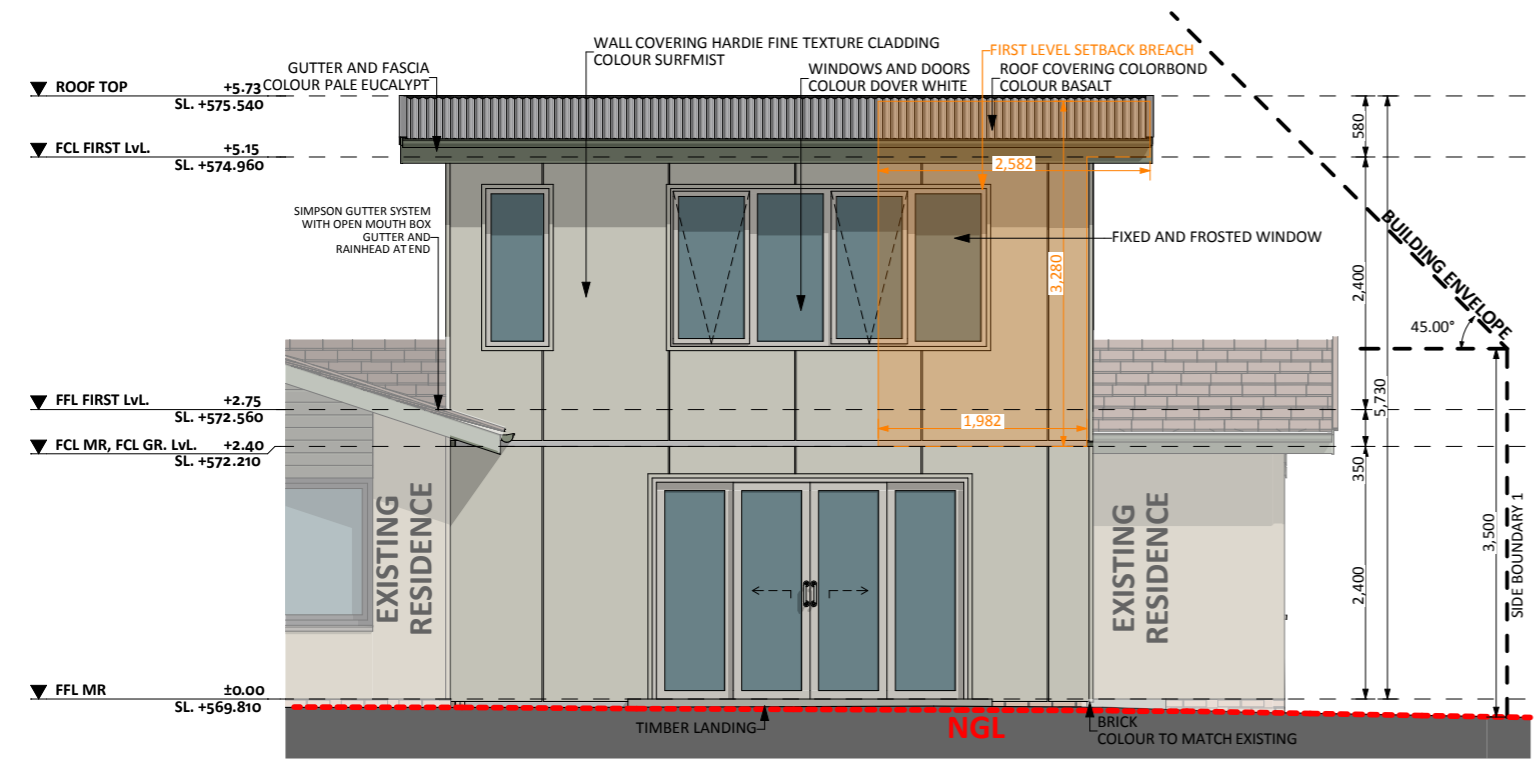 ROOF TOP +5.73
SL. +575.540
FCL FIRST LvL. +5.15
SL. +574.960
FFL FIRST LvL. +2.75
SL. +572.560
FCL MR, FCL GR. LvL. +2.40
SL. +572.210
FFL MR ±0.00
SL. +569.810
GUTTER AND FASCIA
COLOUR PALE EUCALYPT
WALL COVERING HARDIE FINE TEXTURE CLADDING
COLOUR SURFMIST
WINDOWS AND DOORS
COLOUR DOVER WHITE
FIRST LEVEL SETBACK BREACH
ROOF COVERING COLORBOND
COLOUR BASALT
SIMPSON GUTTER SYSTEM
WITH OPEN MOUTH BOX
GUTTER AND
RAINHEAD AT END
2,582
3,280
1,982
FIXED AND FROSTED WINDOW
BUILDING ENVELOPE
45.00°
580
2,400
5,730
350
2,400
3,500
SIDE BOUNDARY 1
EXISTING
RESIDENCE
EXISTING
RESIDENCE
TIMBER LANDING
NGL
BRICK
COLOUR TO MATCH EXISTING